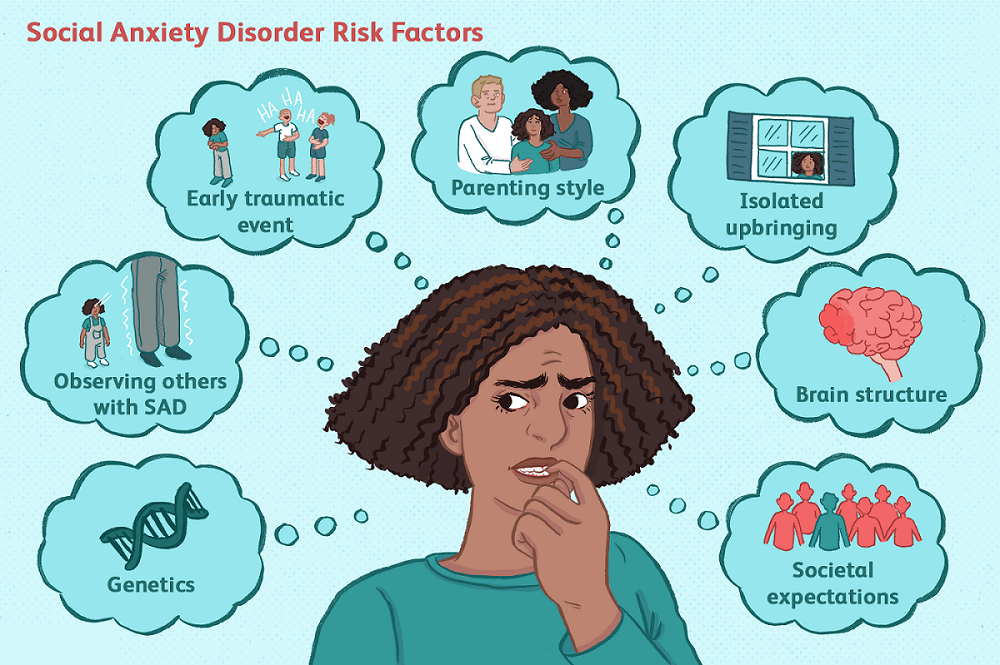 Social Anxiety Disorder Risk Factors
HA HA HA
Early traumatic
event
Parenting style
Isolated
upbringing
Observing others
with SAD
Brain structure
Genetics
Societal
expectations